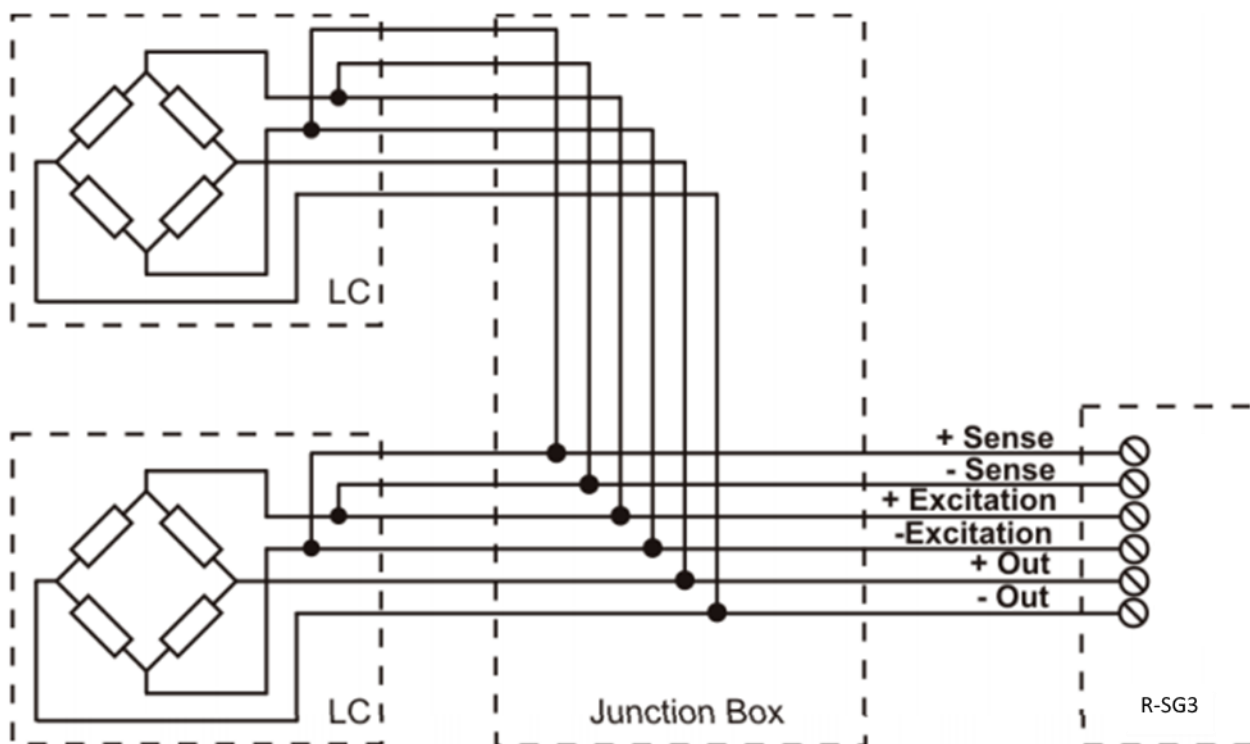 LC
+ Sense
- Sense
+ Excitation
-Excitation
+ Out
- Out
LC
Junction Box
R-SG3